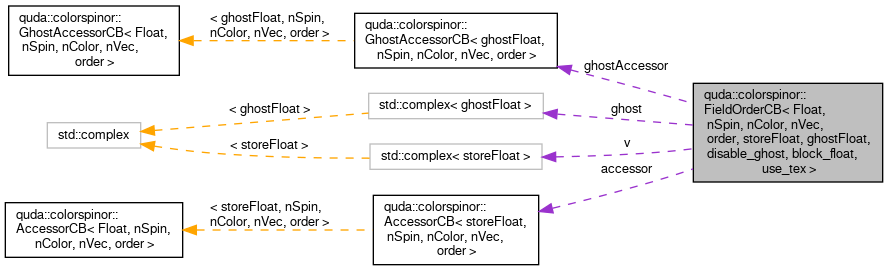 quda::colorspinor::
GhostAccessorCB< Float,
nSpin, nColor, nVec,
order >
< ghostFloat, nSpin,
nColor, nVec, order >
quda::colorspinor::
GhostAccessorCB< ghostFloat,
nSpin, nColor, nVec, order >
ghostAccessor
std::complex
< ghostFloat >
< storeFloat >
std::complex< ghostFloat >
ghost
std::complex< storeFloat >
v
accessor
quda::colorspinor::
FieldOrderCB< Float,
nSpin, nColor, nVec,
order, storeFloat, ghostFloat,
disable_ghost, block_float,
use_tex >
quda::colorspinor::
AccessorCB< Float, nSpin,
nColor, nVec, order >
< storeFloat, nSpin,
nColor, nVec, order >
quda::colorspinor::
AccessorCB< storeFloat,
nSpin, nColor, nVec,
order >